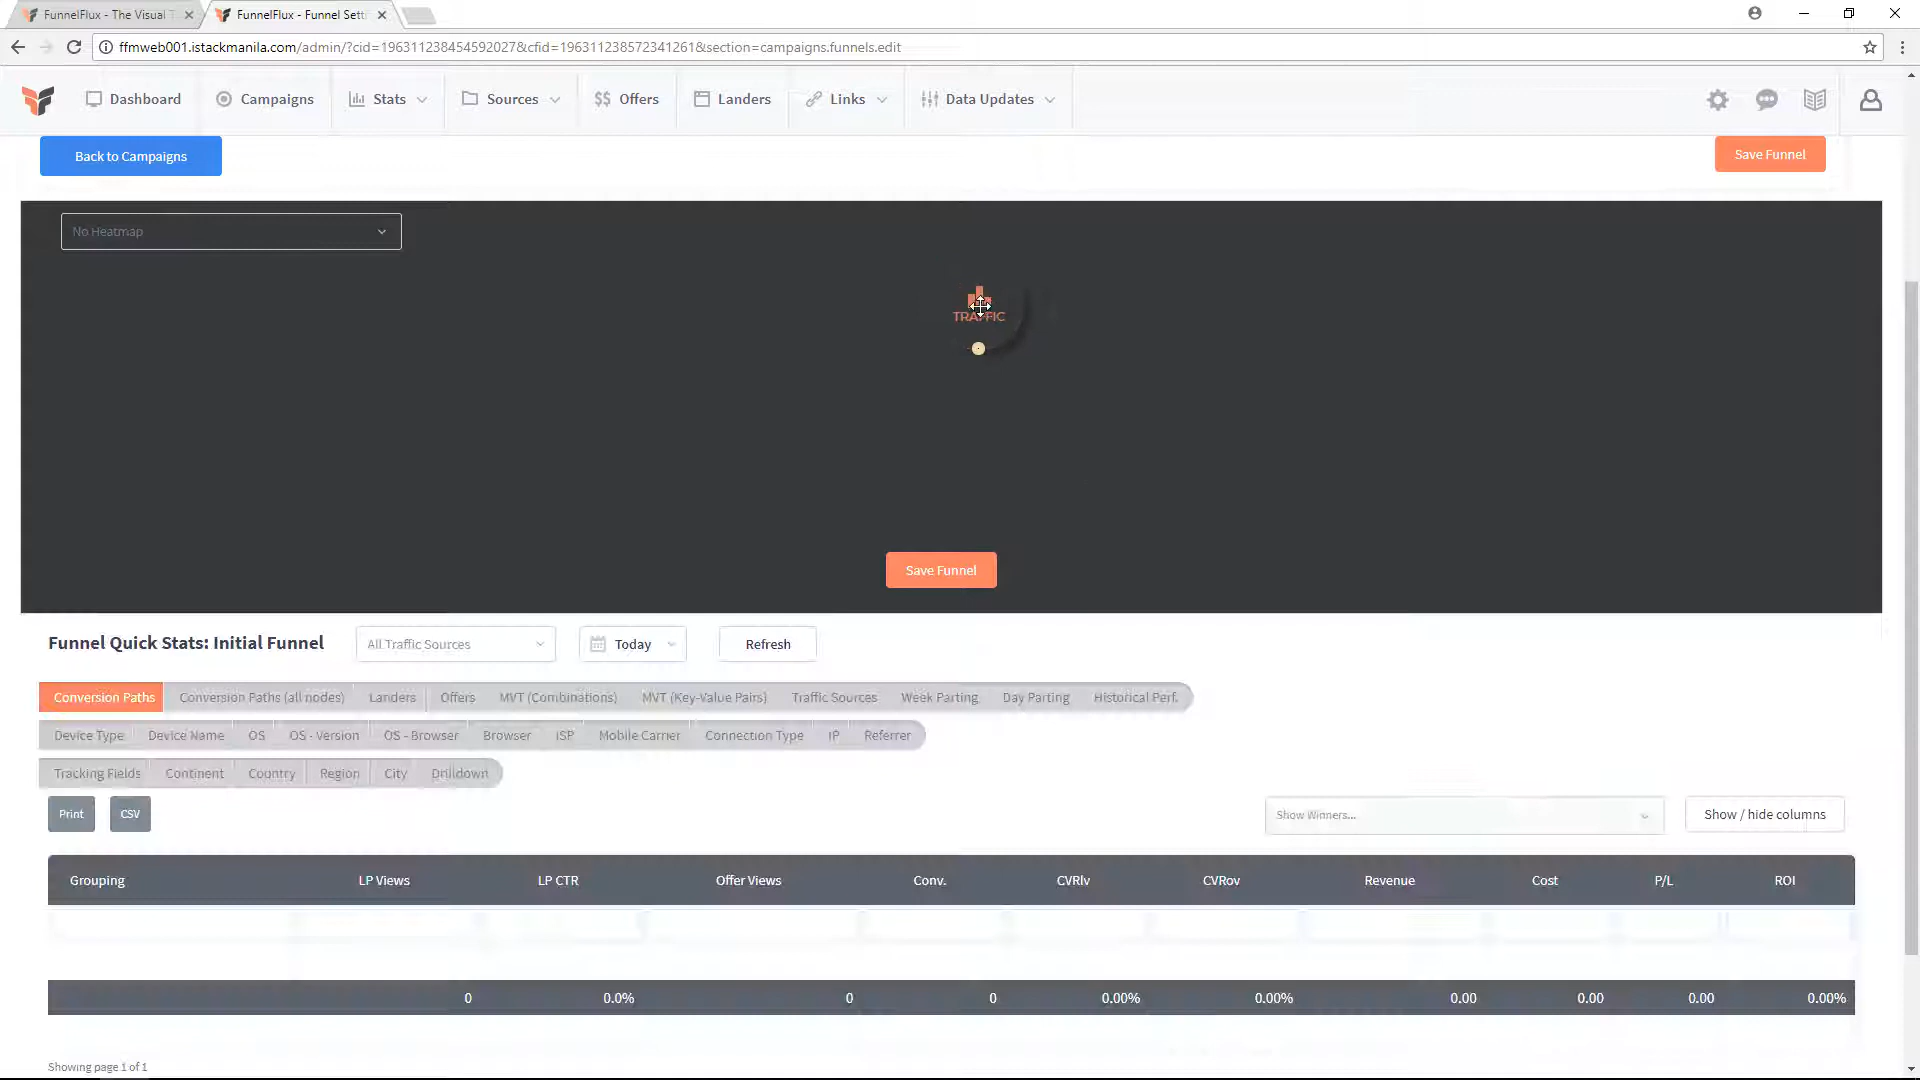 FunnelFlux - The Visual T
FunnelFlux - Funnel Sett
ffmweb001.istackmanila.com/admin/?cid=196311238454592027&cfid=196311238572341261&section=campaigns.funnels.edit
Dashboard
Campaigns
Stats
Sources
$$ Offers
Landers
Links
Data Updates
Back to Campaigns
Save Funnel
No Heatmap
TRAFFIC
Save Funnel
Funnel Quick Stats: Initial Funnel
All Traffic Sources
Today
Refresh
Conversion Paths
Conversion Paths (all nodes)
Landers
Offers
MVT (Combinations)
MVT (Key-Value Pairs)
Traffic Sources
Week Parting
Day Parting
Historical Perf.
Device Type
Device Name
OS
OS - Version
OS - Browser
Browser
ISP
Mobile Carrier
Connection Type
IP
Referrer
Tracking Fields
Continent
Country
Region
City
Drilldown
Print
CSV
Show Winners...
Show / hide columns
Grouping
LP Views
LP CTR
Offer Views
Conv.
CVRlv
CVRov
Revenue
Cost
P/L
ROI
0
0.0%
0
0
0.00%
0.00%
0.00
0.00
0.00
0.00%
Showing page 1 of 1